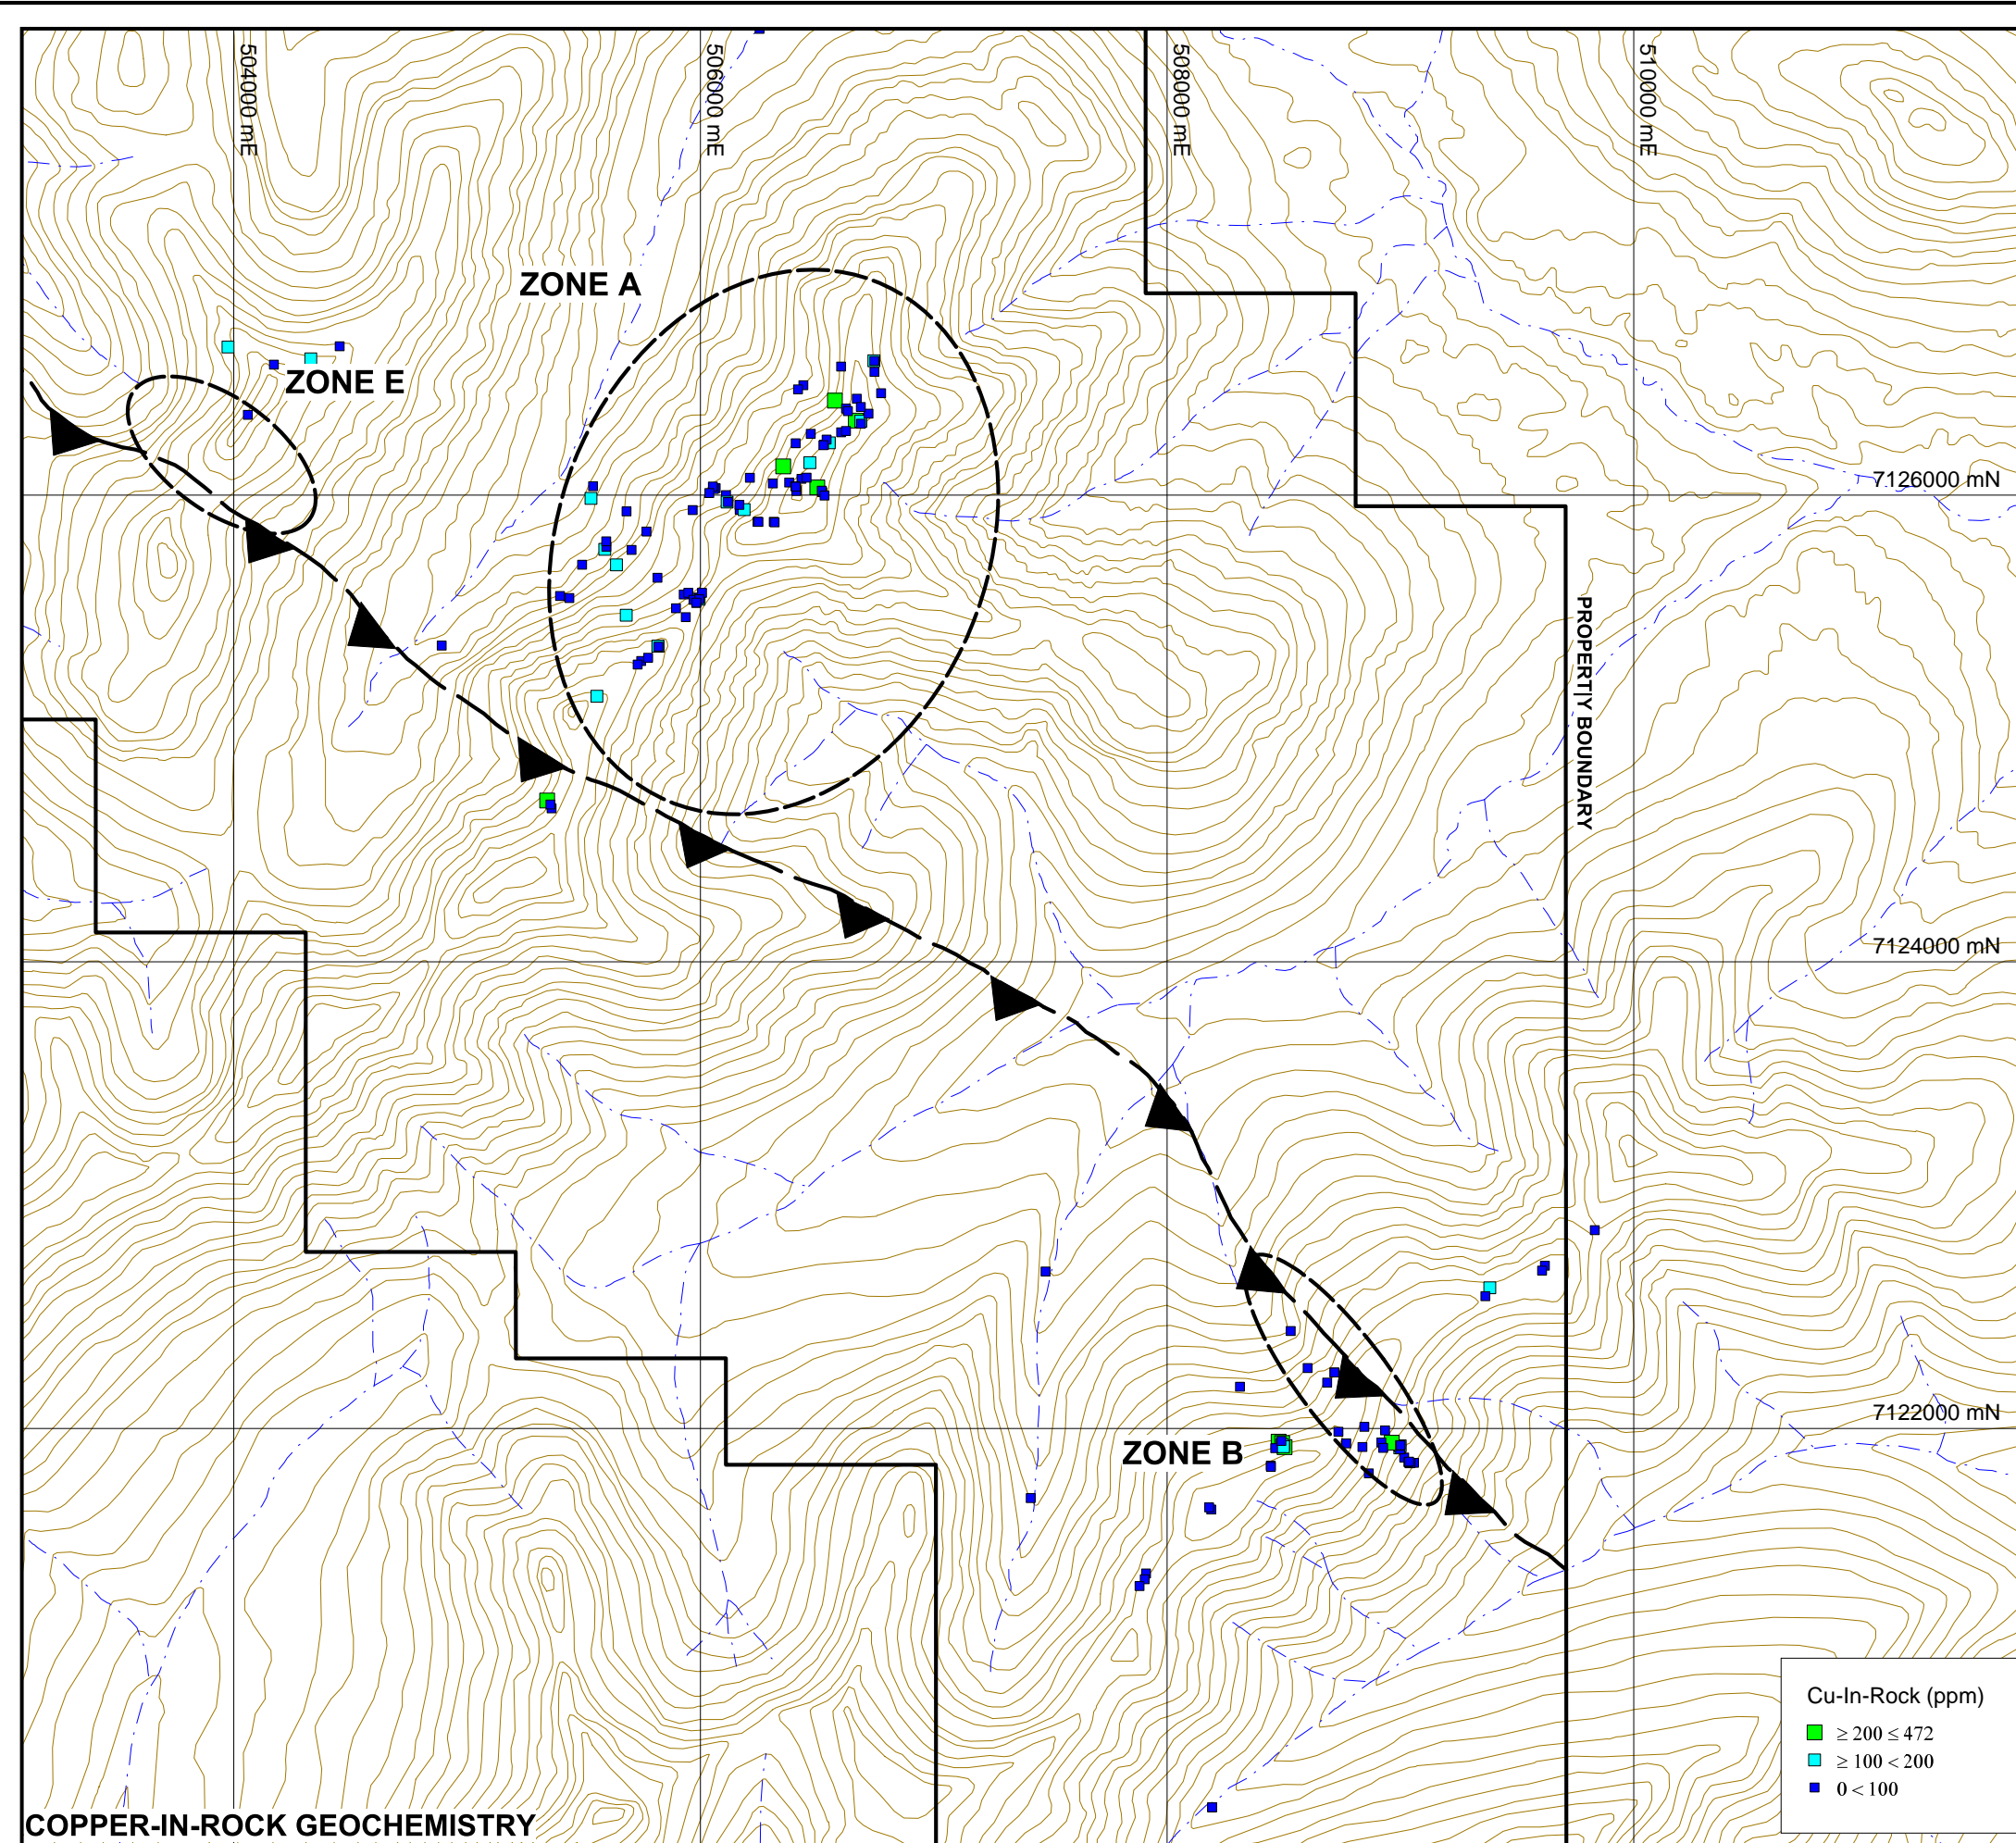 504000 mE
506000 mE
508000 mE
510000 mE
ZONE A
ZONE E
7126000 mN
PROPERTY BOUNDARY
7124000 mN
7122000 mN
ZONE B
Cu-In-Rock (ppm)
≥ 200 ≤ 472
≥ 100 < 200
0 < 100
COPPER-IN-ROCK GEOCHEMISTRY